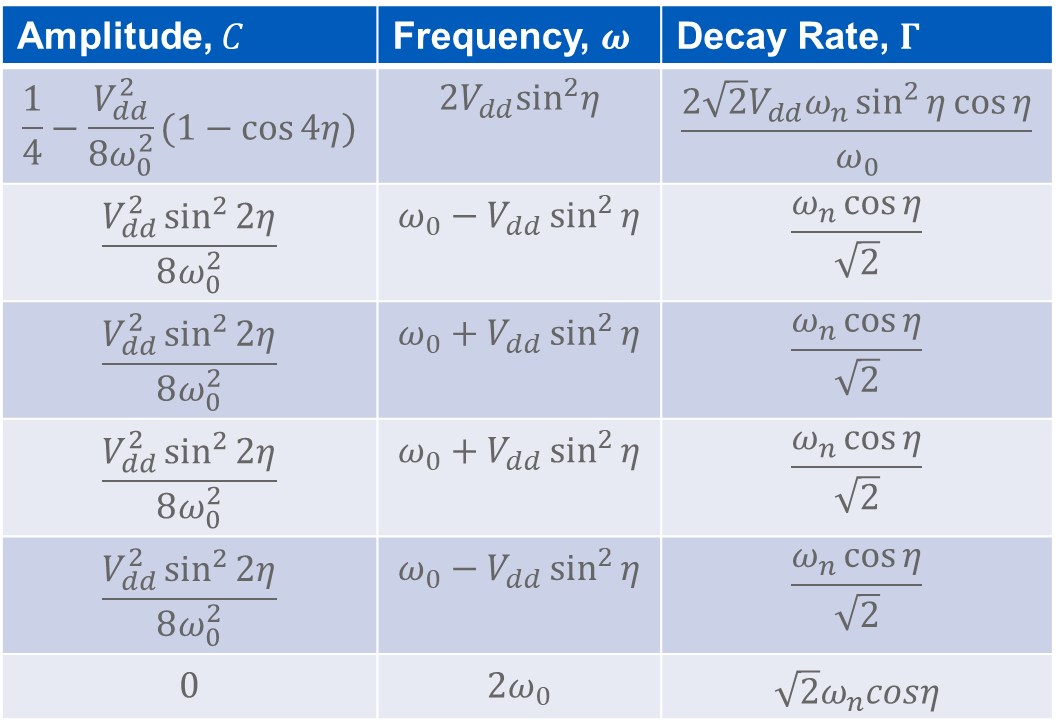 Amplitude, C Frequency, ω Decay Rate, Γ
1/4 − V_dd^2/8ω_0^2 (1 − cos 4η) 2V_dd sin^2 η 2√2V_dd ω_n sin^2 η cos η / ω_0
V_dd^2 sin^2 2η / 8ω_0^2 ω_0 − V_dd sin^2 η ω_n cos η / √2
V_dd^2 sin^2 2η / 8ω_0^2 ω_0 + V_dd sin^2 η ω_n cos η / √2
V_dd^2 sin^2 2η / 8ω_0^2 ω_0 + V_dd sin^2 η ω_n cos η / √2
V_dd^2 sin^2 2η / 8ω_0^2 ω_0 − V_dd sin^2 η ω_n cos η / √2
0 2ω_0 √2ω_n cosη